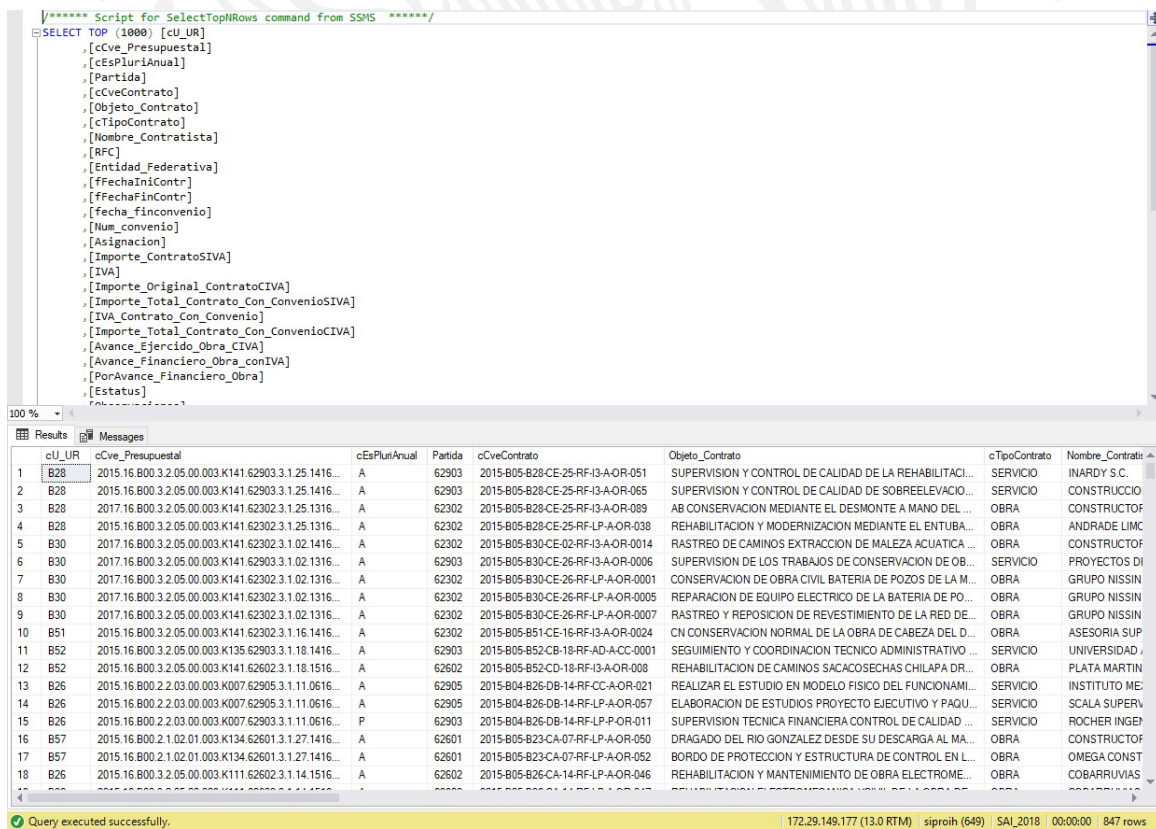 /****** Script for SelectTopNRows command from SSMS ******/
SELECT TOP (1000) [cU_UR]
,[cCve_Presupuestal]
,[cEsPluriAnual]
,[Partida]
,[cCveContrato]
,[Objeto_Contrato]
,[cTipoContrato]
,[Nombre_Contratista]
,[RFC]
,[Entidad_Federativa]
,[fFechaIniContr]
,[fFechaFinContr]
,[fecha_finconvenio]
,[Num_convenio]
,[Asignacion]
,[Importe_ContratoSIVA]
,[IVA]
,[Importe_Original_ContratoCIVA]
,[Importe_Total_Contrato_Con_ConvenioSIVA]
,[IVA_Contrato_Con_Convenio]
,[Importe_Total_Contrato_Con_ConvenioCIVA]
,[Avance_Ejercido_Obra_CIVA]
,[Avance_Financiero_Obra_conIVA]
,[PorAvance_Financiero_Obra]
,[Estatus]
100 %
Results Messages
cU_UR cCve_Presupuestal cEsPluriAnual Partida cCveContrato Objeto_Contrato cTipoContrato Nombre_Contratis
1 B28 2015.16.B00.3.2.05.00.003.K141.62903.3.1.25.1416... A 62903 2015-B05-B28-CE-25-RF-I3-A-OR-051 SUPERVISION Y CONTROL DE CALIDAD DE LA REHABILITACI... SERVICIO INARDY S.C.
2 B28 2015.16.B00.3.2.05.00.003.K141.62903.3.1.25.1416... A 62903 2015-B05-B28-CE-25-RF-I3-A-OR-065 SUPERVISION Y CONTROL DE CALIDAD DE SOBREELEVACIO... SERVICIO CONSTRUCCIO
3 B28 2017.16.B00.3.2.05.00.003.K141.62302.3.1.25.1316... A 62302 2015-B05-B28-CE-25-RF-I3-A-OR-089 AB CONSERVACION MEDIANTE EL DESMONTE A MANO DEL ... OBRA CONSTRUCTOF
4 B28 2015.16.B00.3.2.05.00.003.K141.62302.3.1.25.1416... A 62302 2015-B05-B28-CE-25-RF-LP-A-OR-038 REHABILITACION Y MODERNIZACION MEDIANTE EL ENTUBA... OBRA ANDRADE LIMC
5 B30 2017.16.B00.3.2.05.00.003.K141.62302.3.1.02.1416... A 62302 2015-B05-B30-CE-02-RF-I3-A-OR-0014 RASTREO DE CAMINOS EXTRACCION DE MALEZA ACUATICA ... OBRA CONSTRUCTOF
6 B30 2017.16.B00.3.2.05.00.003.K141.62903.3.1.02.1316... A 62903 2015-B05-B30-CE-26-RF-I3-A-OR-0006 SUPERVISION DE LOS TRABAJOS DE CONSERVACION DE OB... SERVICIO PROYECTOS DI
7 B30 2017.16.B00.3.2.05.00.003.K141.62302.3.1.02.1316... A 62302 2015-B05-B30-CE-26-RF-LP-A-OR-0001 CONSERVACION DE OBRA CIVIL BATERIA DE POZOS DE LA M... OBRA GRUPO NISSIN
8 B30 2017.16.B00.3.2.05.00.003.K141.62302.3.1.02.1316... A 62302 2015-B05-B30-CE-26-RF-LP-A-OR-0005 REPARACION DE EQUIPO ELECTRICO DE LA BATERIA DE PO... OBRA GRUPO NISSIN
9 B30 2017.16.B00.3.2.05.00.003.K141.62302.3.1.02.1316... A 62302 2015-B05-B30-CE-26-RF-LP-A-OR-0007 RASTREO Y REPOSICION DE REVESTIMIENTO DE LA RED DE... OBRA GRUPO NISSIN
10 B51 2015.16.B00.3.2.05.00.003.K141.62302.3.1.16.1416... A 62302 2015-B05-B51-CE-16-RF-I3-A-OR-0024 CN CONSERVACION NORMAL DE LA OBRA DE CABEZA DEL D... OBRA ASESORIA SUP
11 B52 2015.16.B00.3.2.05.00.003.K135.62903.3.1.18.1416... A 62903 2015-B05-B52-CB-18-RF-AD-A-CC-0001 SEGUIMIENTO Y COORDINACION TECNICO ADMINISTRATIVO ... SERVICIO UNIVERSIDAD
12 B52 2015.16.B00.3.2.05.00.003.K141.62602.3.1.18.1516... A 62602 2015-B05-B52-CD-18-RF-I3-A-OR-008 REHABILITACION DE CAMINOS SACACOSECHAS CHILAPA DR... OBRA PLATA MARTIN
13 B26 2015.16.B00.2.2.03.00.003.K007.62905.3.1.11.0616... A 62905 2015-B04-B26-DB-14-RF-CC-A-OR-021 REALIZAR EL ESTUDIO EN MODELO FISICO DEL FUNCIONAMI... SERVICIO INSTITUTO ME
14 B26 2015.16.B00.2.2.03.00.003.K007.62905.3.1.11.0616... A 62905 2015-B04-B26-DB-14-RF-LP-A-OR-057 ELABORACION DE ESTUDIOS PROYECTO EJECUTIVO Y PAQU... SERVICIO SCALA SUPERV
15 B26 2015.16.B00.2.2.03.00.003.K007.62903.3.1.11.0616... P 62903 2015-B04-B26-DB-14-RF-LP-P-OR-011 SUPERVISION TECNICA FINANCIERA CONTROL DE CALIDAD ... SERVICIO ROCHER INGEN
16 B57 2015.16.B00.2.1.02.01.003.K134.62601.3.1.27.1416... A 62601 2015-B05-B23-CA-07-RF-LP-A-OR-050 DRAGADO DEL RIO GONZALEZ DESDE SU DESCARGA AL MA... OBRA CONSTRUCTOF
17 B57 2015.16.B00.2.1.02.01.003.K134.62601.3.1.27.1416... A 62601 2015-B05-B23-CA-07-RF-LP-A-OR-052 BORDO DE PROTECCION Y ESTRUCTURA DE CONTROL EN L... OBRA OMEGA CONST
18 B26 2015.16.B00.3.2.05.00.003.K111.62602.3.1.14.1516... A 62602 2015-B05-B26-CA-14-RF-LP-A-OR-046 REHABILITACION Y MANTENIMIENTO DE OBRA ELECTROME... OBRA COBARRUVIAS
Query executed successfully. 172.29.149.177 (13.0 RTM) siproih (649) SAI_2018 00:00:00 847 rows